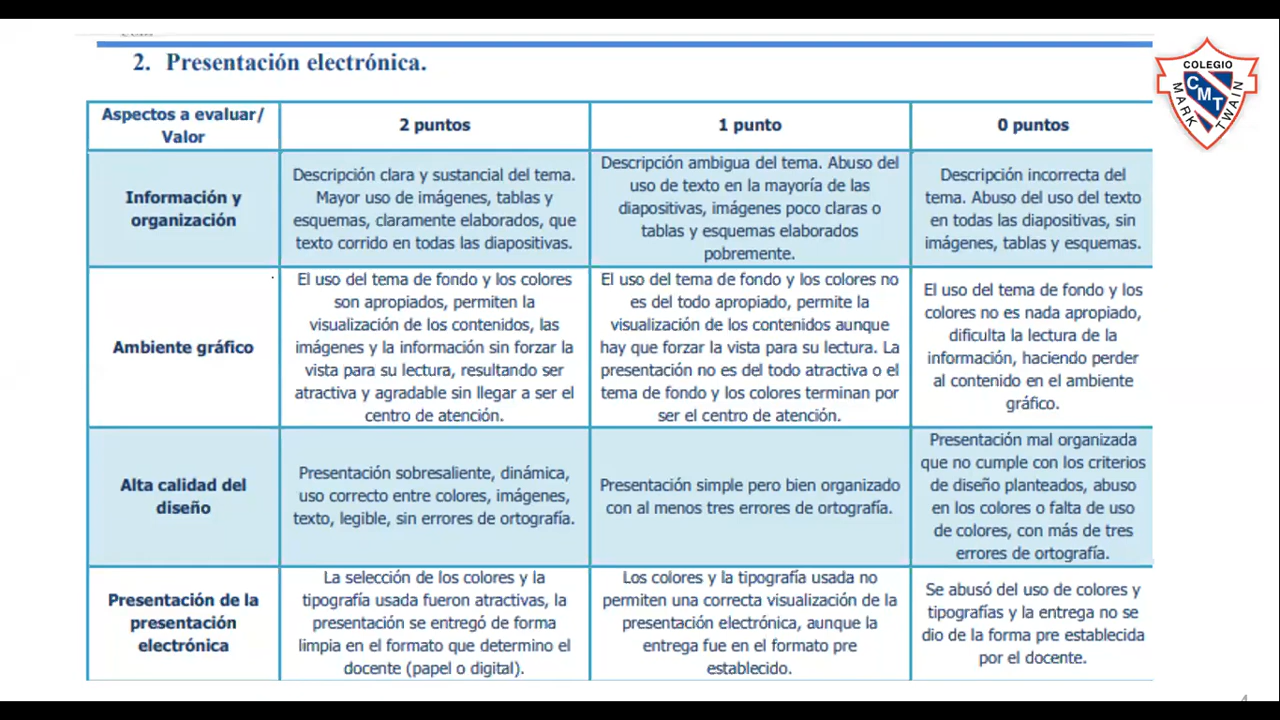 2. Presentación electrónica.
COLEGIO
CMT
MARK TWAIN
Aspectos a evaluar/
Valor
2 puntos
1 punto
0 puntos
Información y
organización
Descripción clara y sustancial del tema.
Mayor uso de imágenes, tablas y
esquemas, claramente elaborados, que
texto corrido en todas las diapositivas.
Descripción ambigua del tema. Abuso del
uso de texto en la mayoría de las
diapositivas, imágenes poco claras o
tablas y esquemas elaborados
pobremente.
Descripción incorrecta del
tema. Abuso del uso del texto
en todas las diapositivas, sin
imágenes, tablas y esquemas.
Ambiente gráfico
El uso del tema de fondo y los colores
son apropiados, permiten la
visualización de los contenidos, las
imágenes y la información sin forzar la
vista para su lectura, resultando ser
atractiva y agradable sin llegar a ser el
centro de atención.
El uso del tema de fondo y los colores no
es del todo apropiado, permite la
visualización de los contenidos aunque
hay que forzar la vista para su lectura. La
presentación no es del todo atractiva o el
tema de fondo y los colores terminan por
ser el centro de atención.
El uso del tema de fondo y los
colores no es nada apropiado,
dificulta la lectura de la
información, haciendo perder
al contenido en el ambiente
gráfico.
Alta calidad del
diseño
Presentación sobresaliente, dinámica,
uso correcto entre colores, imágenes,
texto, legible, sin errores de ortografía.
Presentación simple pero bien organizado
con al menos tres errores de ortografía.
Presentación mal organizada
que no cumple con los criterios
de diseño planteados, abuso
en los colores o falta de uso
de colores, con más de tres
errores de ortografía.
Presentación de la
presentación
electrónica
La selección de los colores y la
tipografía usada fueron atractivas, la
presentación se entregó de forma
limpia en el formato que determino el
docente (papel o digital).
Los colores y la tipografía usada no
permiten una correcta visualización de la
presentación electrónica, aunque la
entrega fue en el formato pre
establecido.
Se abusó del uso de colores y
tipografías y la entrega no se
dio de la forma pre establecida
por el docente.